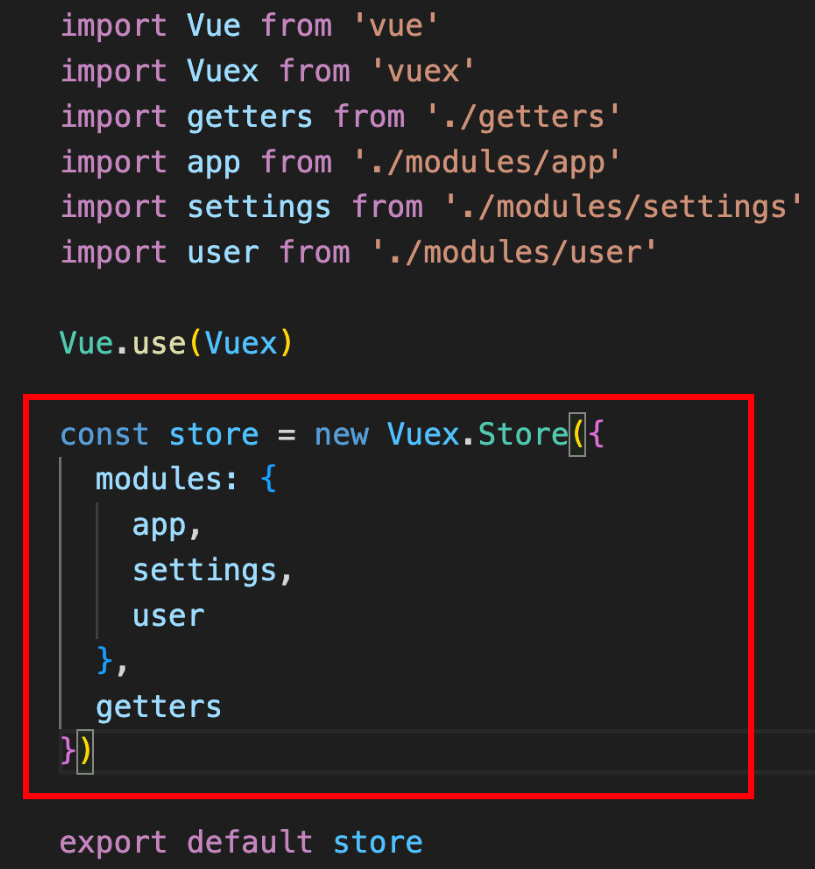 import Vue from 'vue'
import Vuex from 'vuex'
import getters from './getters'
import app from './modules/app'
import settings from './modules/settings'
import user from './modules/user'
Vue.use(Vuex)
const store = new Vuex.Store({
modules: {
app,
settings,
user
},
getters
})
export default store